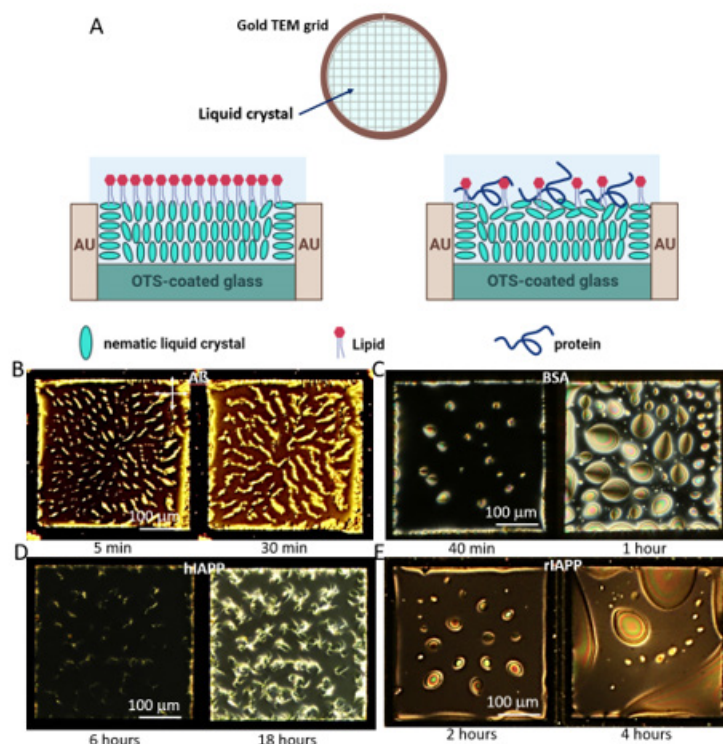 A
Gold TEM grid
Liquid crystal
AU
OTS-coated glass
AU
AU
OTS-coated glass
AU
nematic liquid crystal
Lipid
protein
B
Aß
100 µm
5 min
30 min
C
BSA
100 µm
40 min
1 hour
D
hIAPP
100 µm
6 hours
18 hours
E
rIAPP
100 µm
2 hours
4 hours